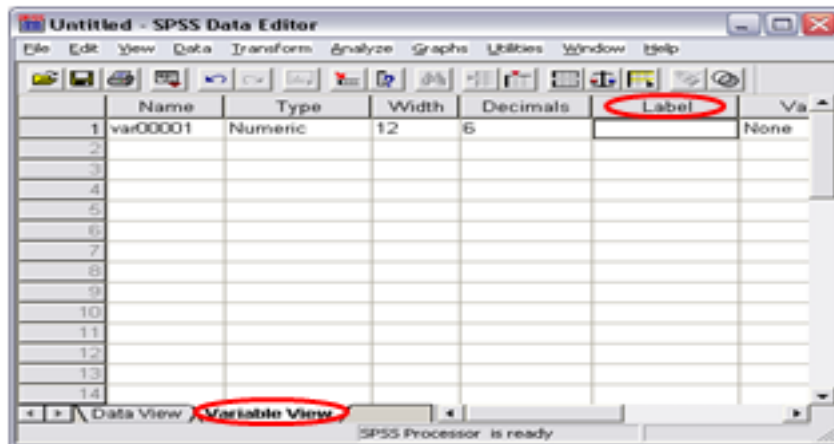 Untitled - SPSS Data Editor
File Edit View Data Transform Analyze Graphs Utilities Window Help
Name Type Width Decimals Label Va
1 var00001 Numeric 12 6 None
2
3
4
5
6
7
8
9
10
11
12
13
14
Data View Variable View
SPSS Processor is ready